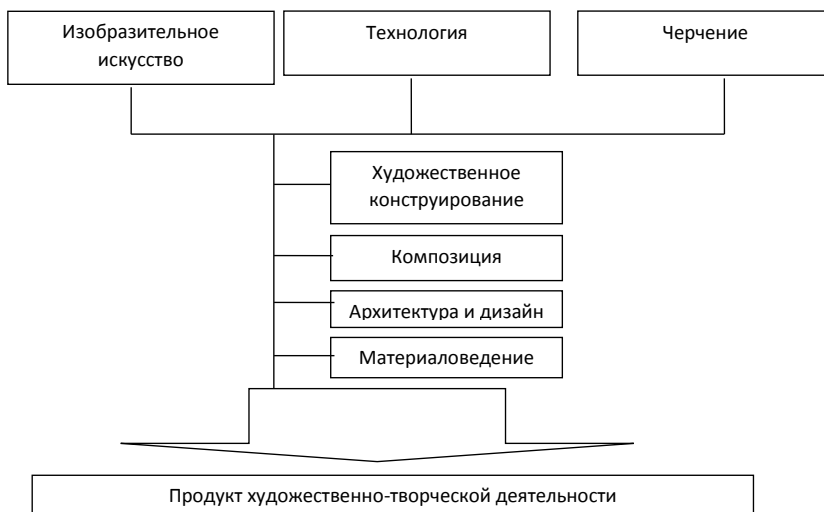 Изобразительное
искусство
Технология
Черчение
Художественное
конструирование
Композиция
Архитектура и дизайн
Материаловедение
Продукт художественно-творческой деятельности